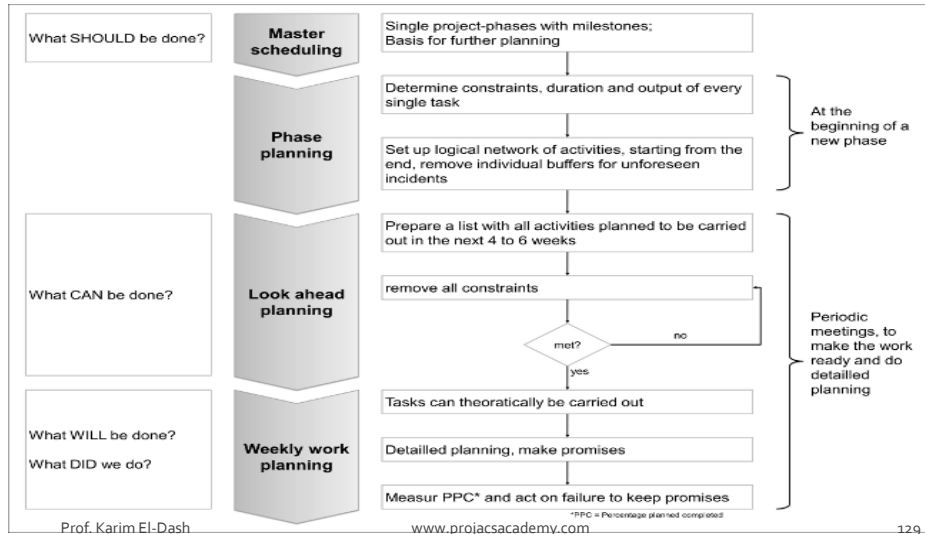 What SHOULD be done?
Master
scheduling
Single project-phases with milestones;
Basis for further planning
Phase
planning
Determine constraints, duration and output of every
single task
Set up logical network of activities, starting from the
end, remove individual buffers for unforeseen
incidents
At the
beginning of a
new phase
What CAN be done?
Look ahead
planning
Prepare a list with all activities planned to be carried
out in the next 4 to 6 weeks
remove all constraints
met?
no
yes
Periodic
meetings, to
make the work
ready and do
detailled
planning
What WILL be done?
What DID we do?
Weekly work
planning
Tasks can theoratically be carried out
Detailled planning, make promises
Measur PPC* and act on failure to keep promises
*PPC = Percentage planned completed
Prof. Karim El-Dash
www.projacsacademy.com
129